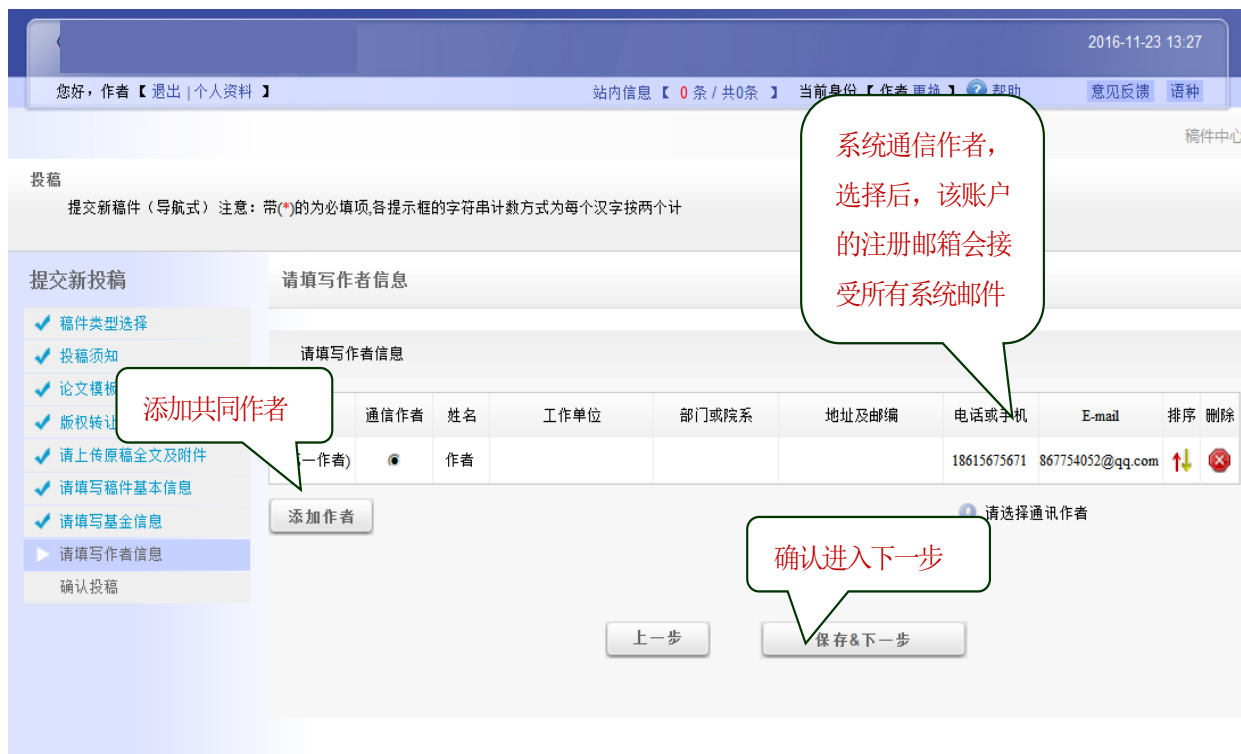 2016-11-23 13:27
您好，作者【 退出 |个人资料 】
站内信息【 0 条 / 共0条 】 当前身份【 作者 更换 】 帮助
意见反馈 语种
稿件中心
系统通信作者，
选择后，该账户
的注册邮箱会接
受所有系统邮件
投稿
提交新稿件（导航式）注意：带(*)的为必填项,各提示框的字符串计数方式为每个汉字按两个计
提交新投稿
稿件类型选择
投稿须知
论文模板
版权转让
请上传原稿全文及附件
请填写稿件基本信息
请填写基金信息
请填写作者信息
确认投稿
请填写作者信息
请填写作者信息
添加共同作者
通信作者 姓名 工作单位 部门或院系 地址及邮编 电话或手机 E-mail 排序 删除
一作者) 作者 18615675671 867754052@qq.com
添加作者
请选择通讯作者
确认进入下一步
上一步
保存&下一步